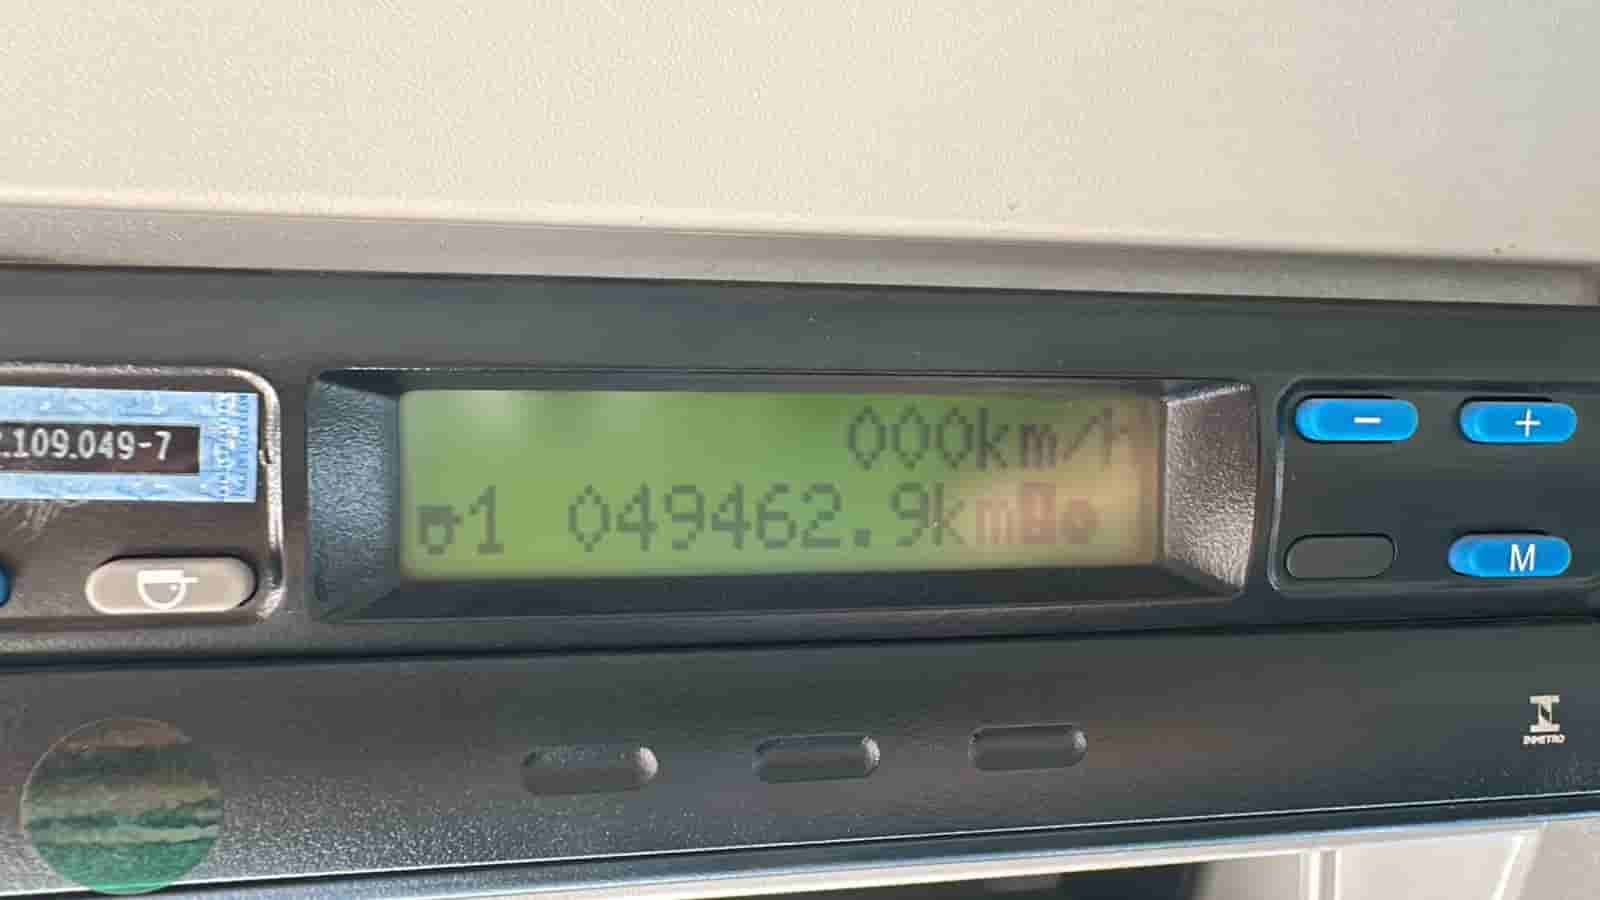 000km/h
.109.049-7
1 049462.9km
-
+
M
INMETRO